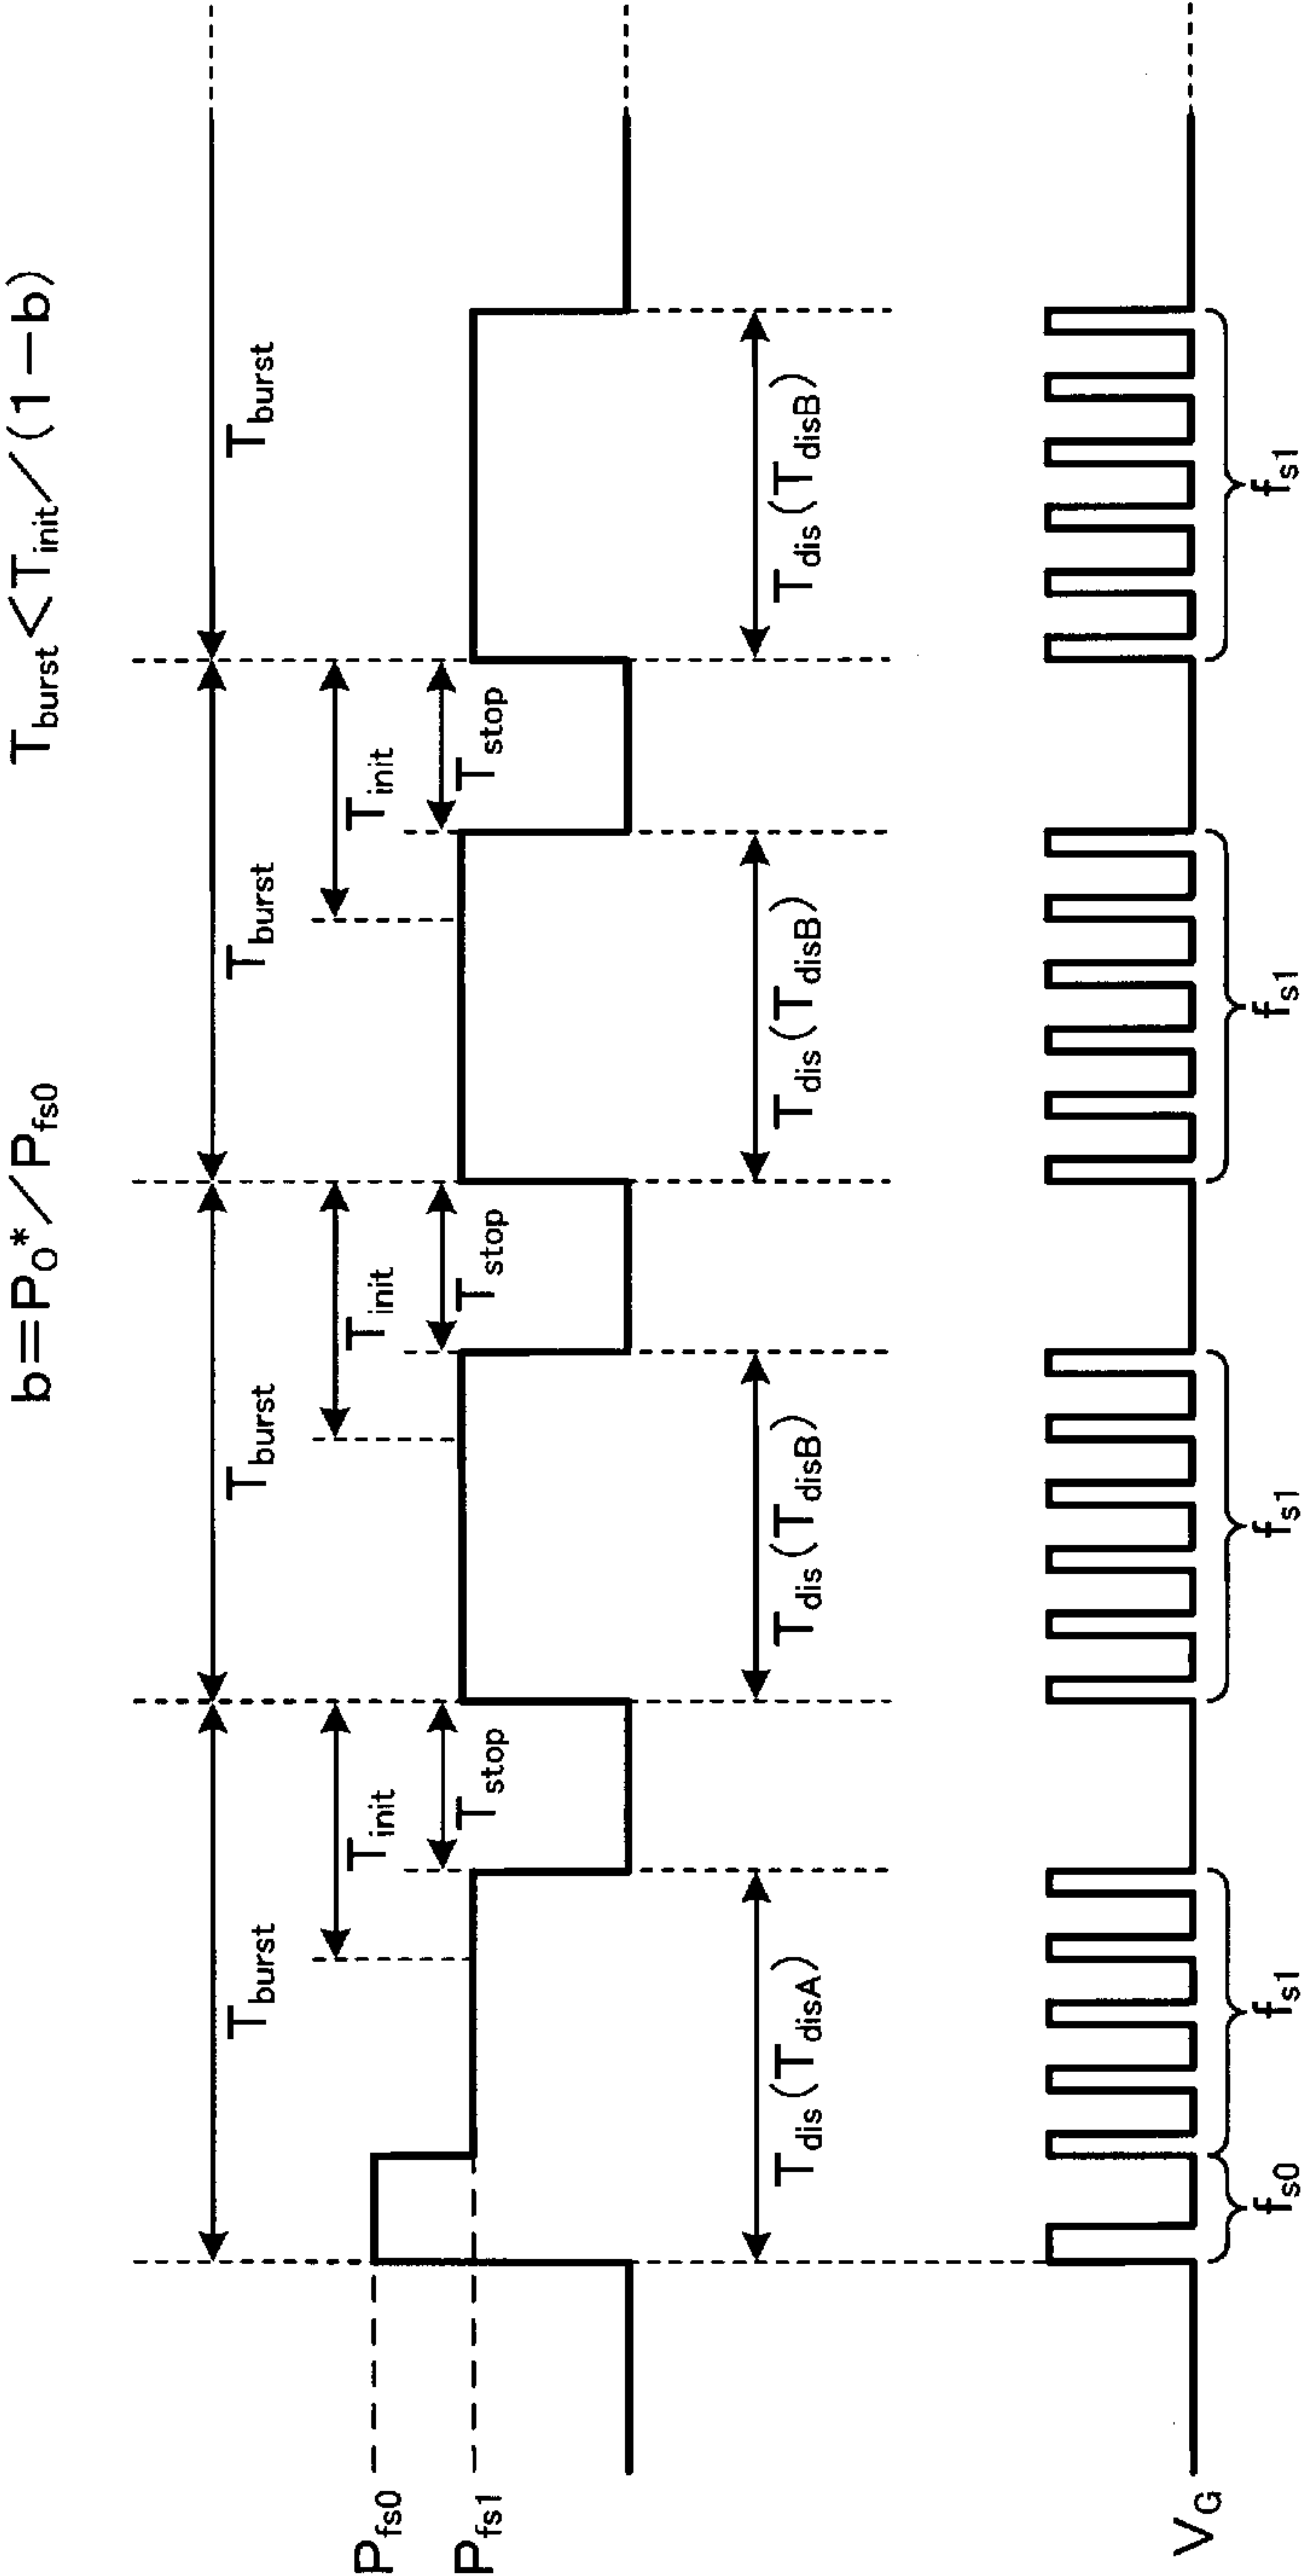 b=P_O*/P_fs0
T_burst<T_init/(1-b)
T_burst
T_burst
T_burst
T_burst
T_init
T_init
T_init
P_fs0
T_stop
T_stop
T_stop
P_fs1
T_dis(T_disA)
T_dis(T_disB)
T_dis(T_disB)
T_dis(T_disB)
V_G
f_s0
f_s1
f_s1
f_s1
f_s1